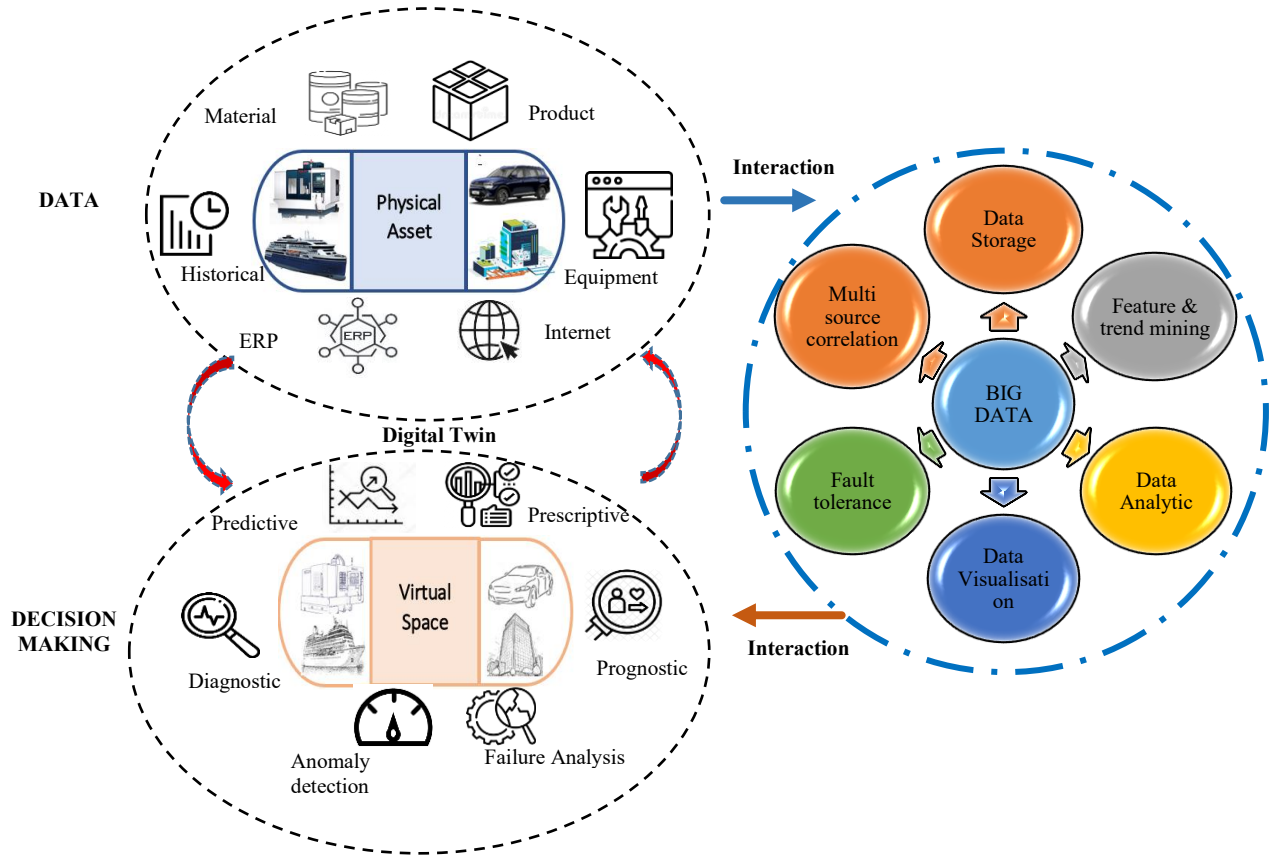 Material
Product
DATA
Physical
Asset
Historical
Equipment
ERP
ERP
Internet
Interaction
Data
Storage
Multi
source
correlation
Feature &
trend mining
BIG
DATA
Fault
tolerance
Data
Analytic
Data
Visualisati
on
Interaction
Digital Twin
Predictive
Prescriptive
DECISION
MAKING
Virtual
Space
Diagnostic
Prognostic
Anomaly
detection
Failure Analysis